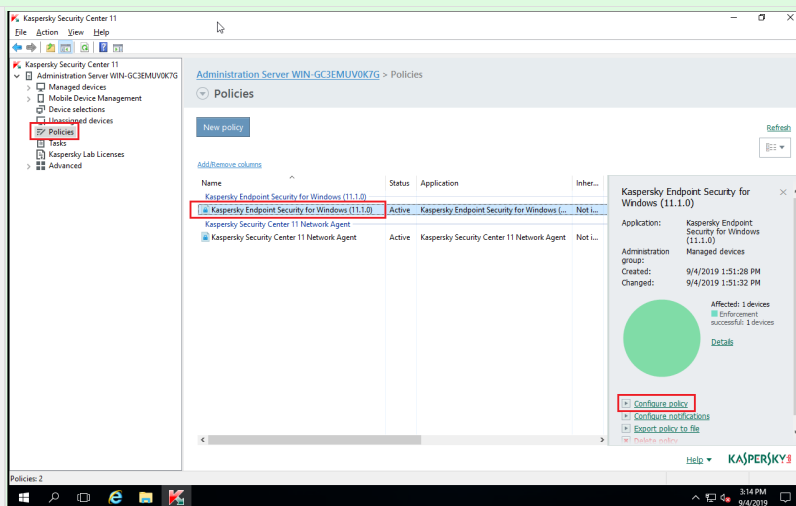 Kaspersky Security Center 11
File Action View Help
Kaspersky Security Center 11
Administration Server WIN-GC3EMUV0K7G
Managed devices
Mobile Device Management
Device selections
Unassigned devices
Policies
Tasks
Kaspersky Lab Licenses
Advanced
Administration Server WIN-GC3EMUV0K7G > Policies
Policies
New policy
Refresh
Add/Remove columns
Name Status Application Inher...
Kaspersky Endpoint Security for Windows (11.1.0)
Kaspersky Endpoint Security for Windows (11.1.0) Active Kaspersky Endpoint Security for Windows (... Not i...
Kaspersky Security Center 11 Network Agent
Kaspersky Security Center 11 Network Agent Active Kaspersky Security Center 11 Network Agent Not i...
Kaspersky Endpoint Security for
Windows (11.1.0)
Application: Kaspersky Endpoint
Security for Windows
(11.1.0)
Administration Managed devices
group:
Created: 9/4/2019 1:51:28 PM
Changed: 9/4/2019 1:51:32 PM
Affected: 1 devices
Enforcement
successful: 1 devices
Details
Configure policy
Configure notifications
Export policy to file
Delete policy
Help
KASPERSKY
Policies: 2
3:14 PM
9/4/2019